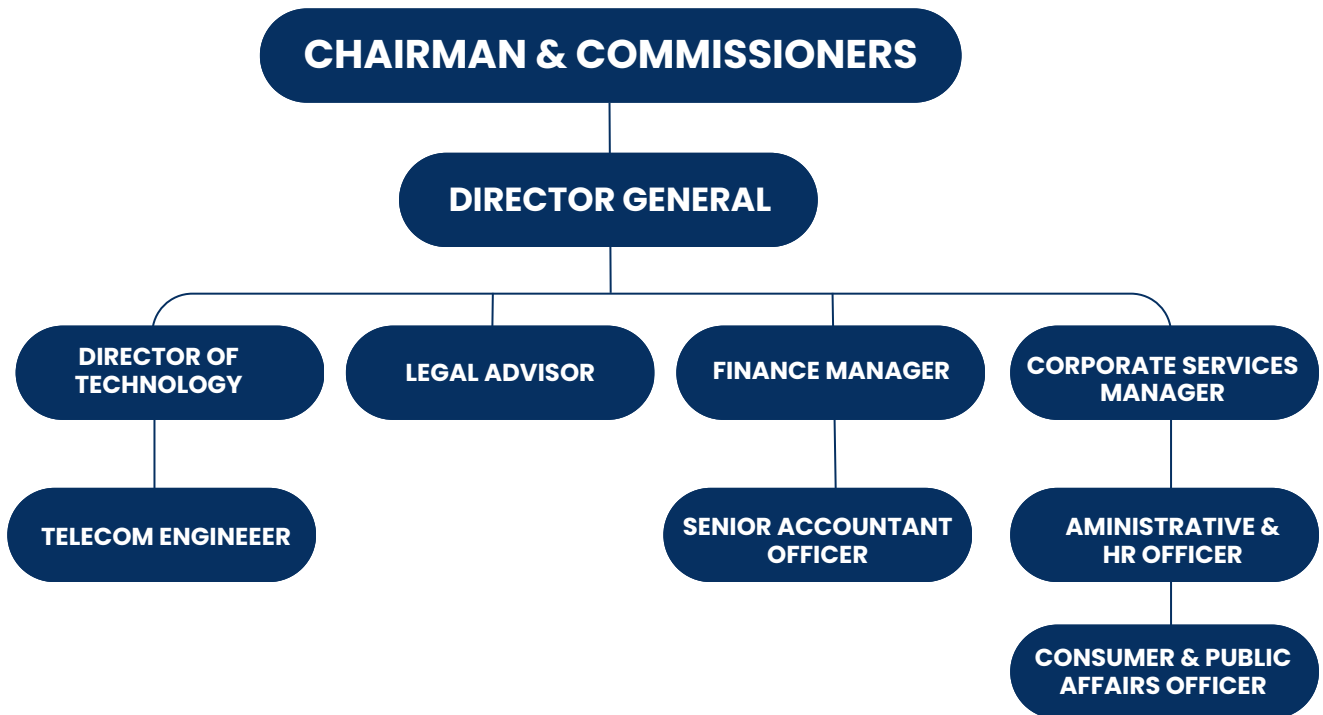 CHAIRMAN & COMMISSIONERS
DIRECTOR GENERAL
DIRECTOR OF
TECHNOLOGY
LEGAL ADVISOR
FINANCE MANAGER
CORPORATE SERVICES
MANAGER
TELECOM ENGINEEER
SENIOR ACCOUNTANT
OFFICER
AMINISTRATIVE &
HR OFFICER
CONSUMER & PUBLIC
AFFAIRS OFFICER